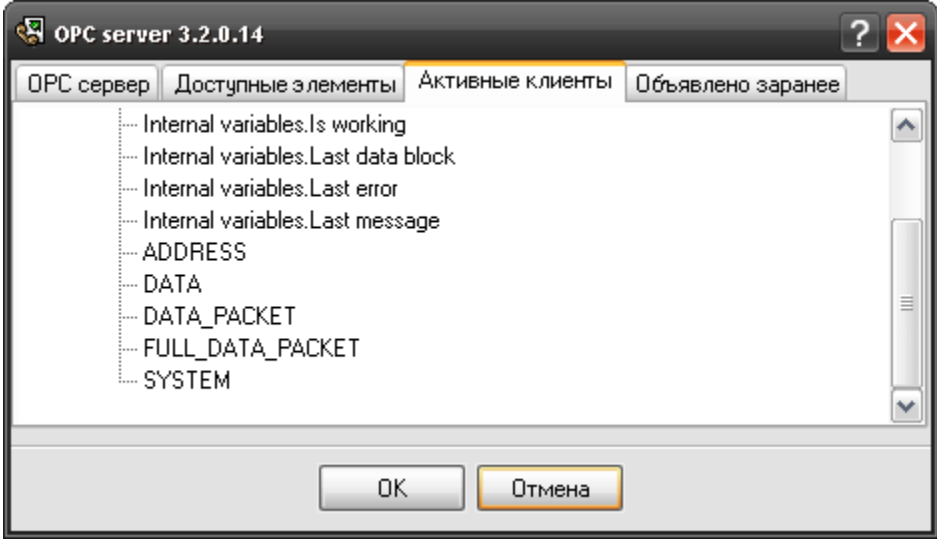 OPC server 3.2.0.14
OPC сервер Доступные элементы Активные клиенты Объявлено заранее
Internal variables.Is working
Internal variables.Last data block
Internal variables.Last error
Internal variables.Last message
ADDRESS
DATA
DATA_PACKET
FULL_DATA_PACKET
SYSTEM
OK Отмена